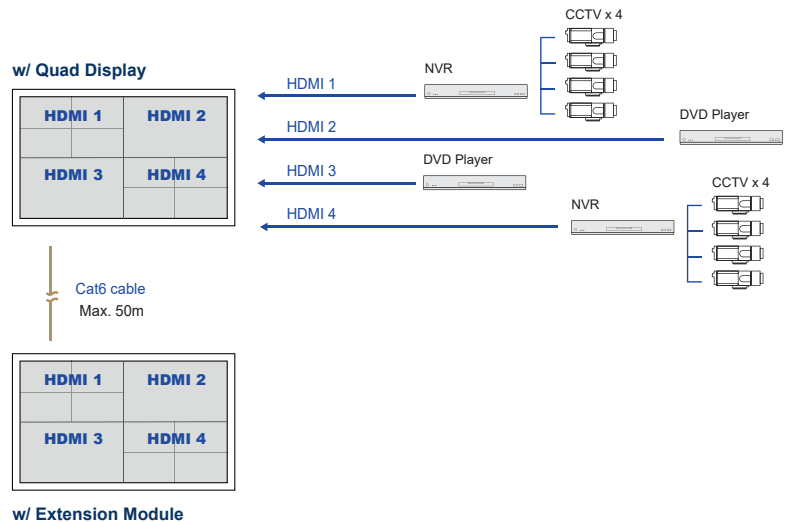 CCTV x 4
w/ Quad Display
NVR
HDMI 1
HDMI 1
HDMI 2
HDMI 2
DVD Player
HDMI 3
HDMI 4
HDMI 3
DVD Player
HDMI 4
NVR
CCTV x 4
Cat6 cable
Max. 50m
HDMI 1
HDMI 2
HDMI 3
HDMI 4
w/ Extension Module